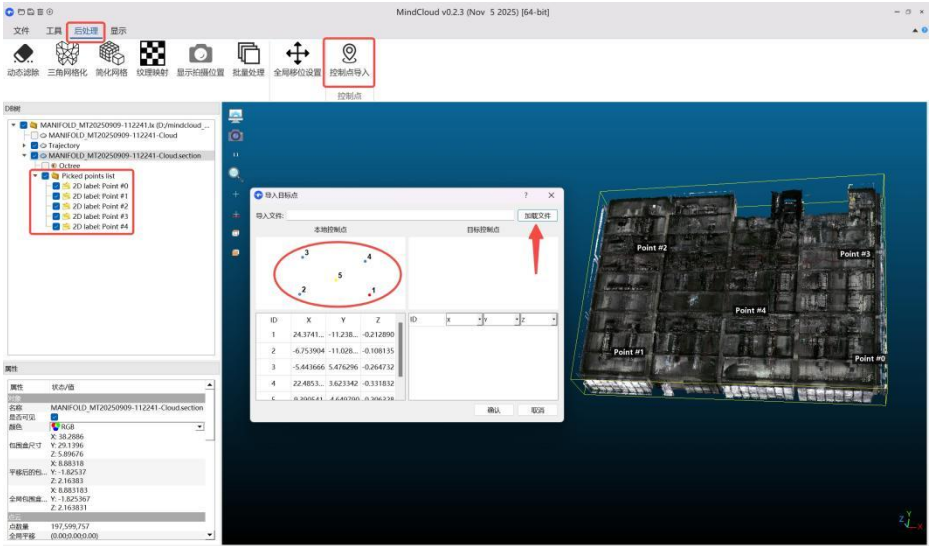 MindCloud v0.2.3 (Nov 5 2025) [64-bit]
文件 工具 后处理 显示
动态滤除 三角网格化 简化网格 纹理映射 显示拍摄位置 批量处理 全局移位设置 控制点导入
控制点
DB树
MANIFOLD_MT20250909-112241.lx (D:/mindcloud_...
MANIFOLD_MT20250909-112241-Cloud
Trajectory
MANIFOLD_MT20250909-112241-Cloud.section
Octree
Picked points list
2D label: Point #0
2D label: Point #1
2D label: Point #2
2D label: Point #3
2D label: Point #4
导入目标点 ? ×
导入文件: 加载文件
本地控制点 目标控制点
3
4
5
2
1
ID X Y Z ID x y z
1 24.3741... -11.238... -0.212890
2 -6.753904 -11.028... -0.108135
3 -5.443666 5.476296 -0.264732
4 22.4853... 3.623342 -0.331832
确认 取消
Point #2
Point #3
Point #4
Point #1
Point #0
属性
属性 状态/值
对象
名称 MANIFOLD_MT20250909-112241-Cloud.section
是否可见
颜色 RGB
包围盒尺寸 X: 38.2886
Y: 29.1396
Z: 5.89676
平移后的包... X: 8.88318
Y: -1.82537
Z: 2.16383
全局包围盒... X: 8.883183
Y: -1.825367
Z: 2.163831
点云
点数量 197,599,757
全局平移 (0.00;0.00;0.00)
Z Y X